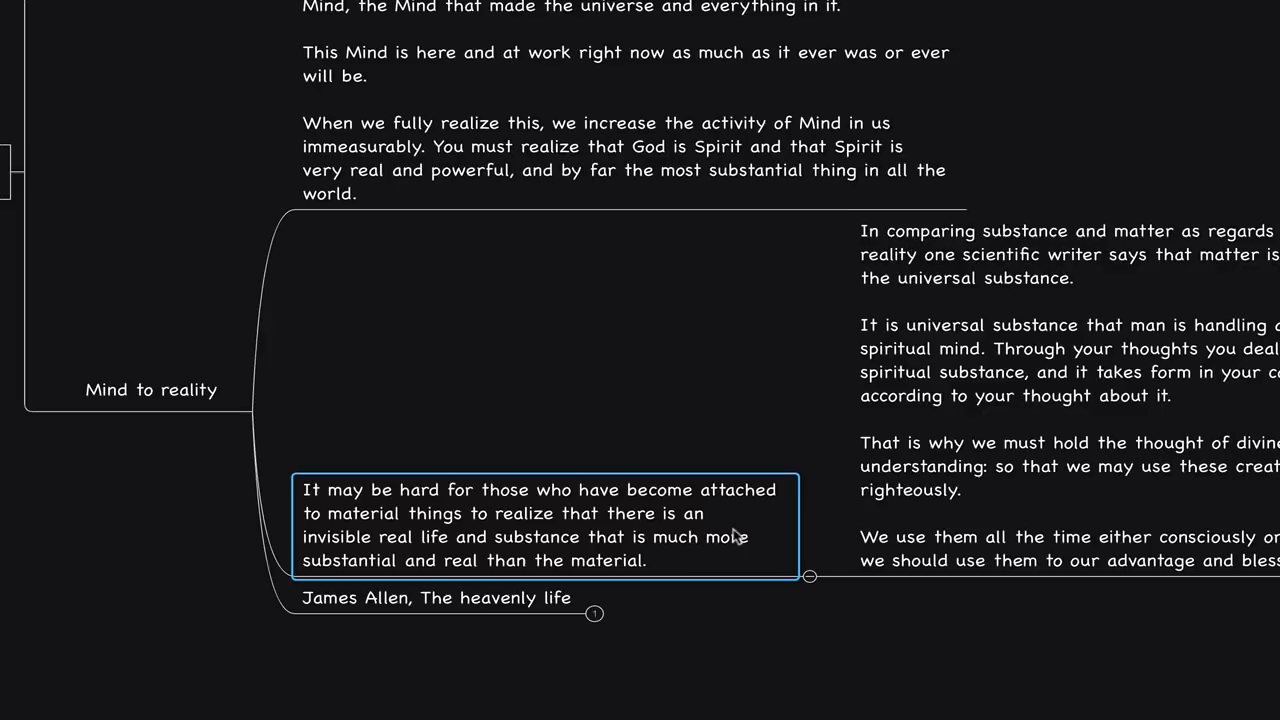 Mind, the Mind that made the universe and everything in it.
This Mind is here and at work right now as much as it ever was or ever
will be.
When we fully realize this, we increase the activity of Mind in us
immeasurably. You must realize that God is Spirit and that Spirit is
very real and powerful, and by far the most substantial thing in all the
world.
Mind to reality
It may be hard for those who have become attached
to material things to realize that there is an
invisible real life and substance that is much more
substantial and real than the material.
James Allen, The heavenly life
1
In comparing substance and matter as regards
reality one scientific writer says that matter is
the universal substance.
It is universal substance that man is handling
spiritual mind. Through your thoughts you deal
spiritual substance, and it takes form in your
according to your thought about it.
That is why we must hold the thought of
understanding: so that we may use these
righteously.
We use them all the time either consciously or
we should use them to our advantage and